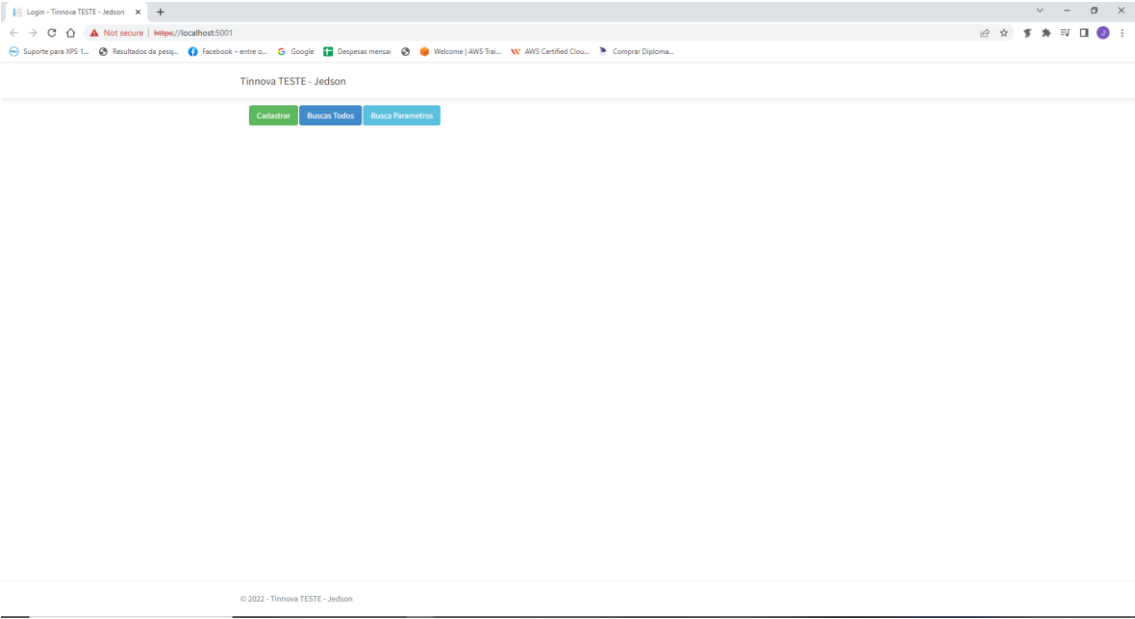 Login - Tinnova TESTE - Jedson
Not secure | https://localhost:5001
Suporte para XPS 1... Resultados da pesq... Facebook – entre o... Google Despesas mensai Welcome | AWS Trai... AWS Certified Clou... Comprar Diploma...
Tinnova TESTE - Jedson
Cadastrar Buscas Todos Busca Parametros
© 2022 - Tinnova TESTE - Jedson